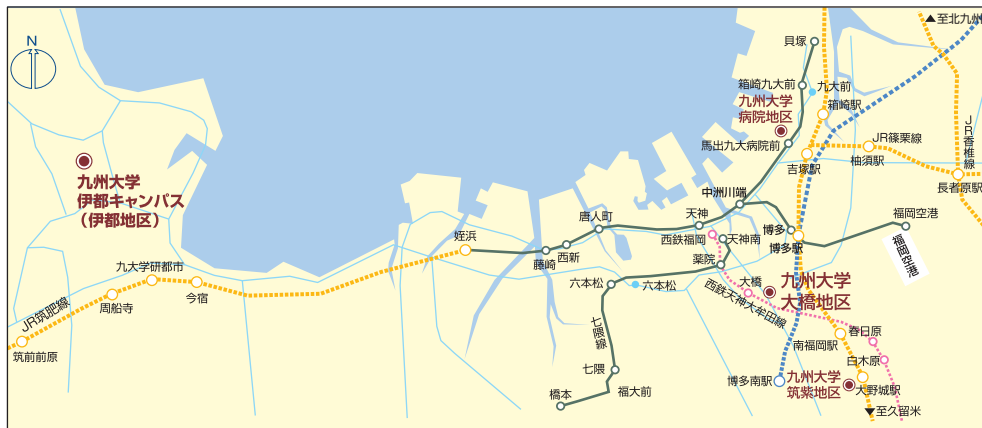 N
九州大学
伊都キャンパス
（伊都地区）
九大学研都市
周船寺
今宿
JR筑肥線
筑前前原
姪浜
藤崎
西新
唐人町
天神
西鉄福岡
天神南
薬院
中洲川端
六本松
六本松
七隈線
七隈
福大前
橋本
貝塚
箱崎九大前
九州大学
病院地区
九大前
箱崎駅
馬出九大病院前
吉塚駅
JR篠栗線
柚須駅
JR香椎線
長者原駅
▲至北九州
博多
博多駅
福岡空港
福岡空港
大橋
九州大学
大橋地区
西鉄天神大牟田線
南福岡駅
春日原
白木原
博多南駅
九州大学
筑紫地区
大野城駅
▼至久留米